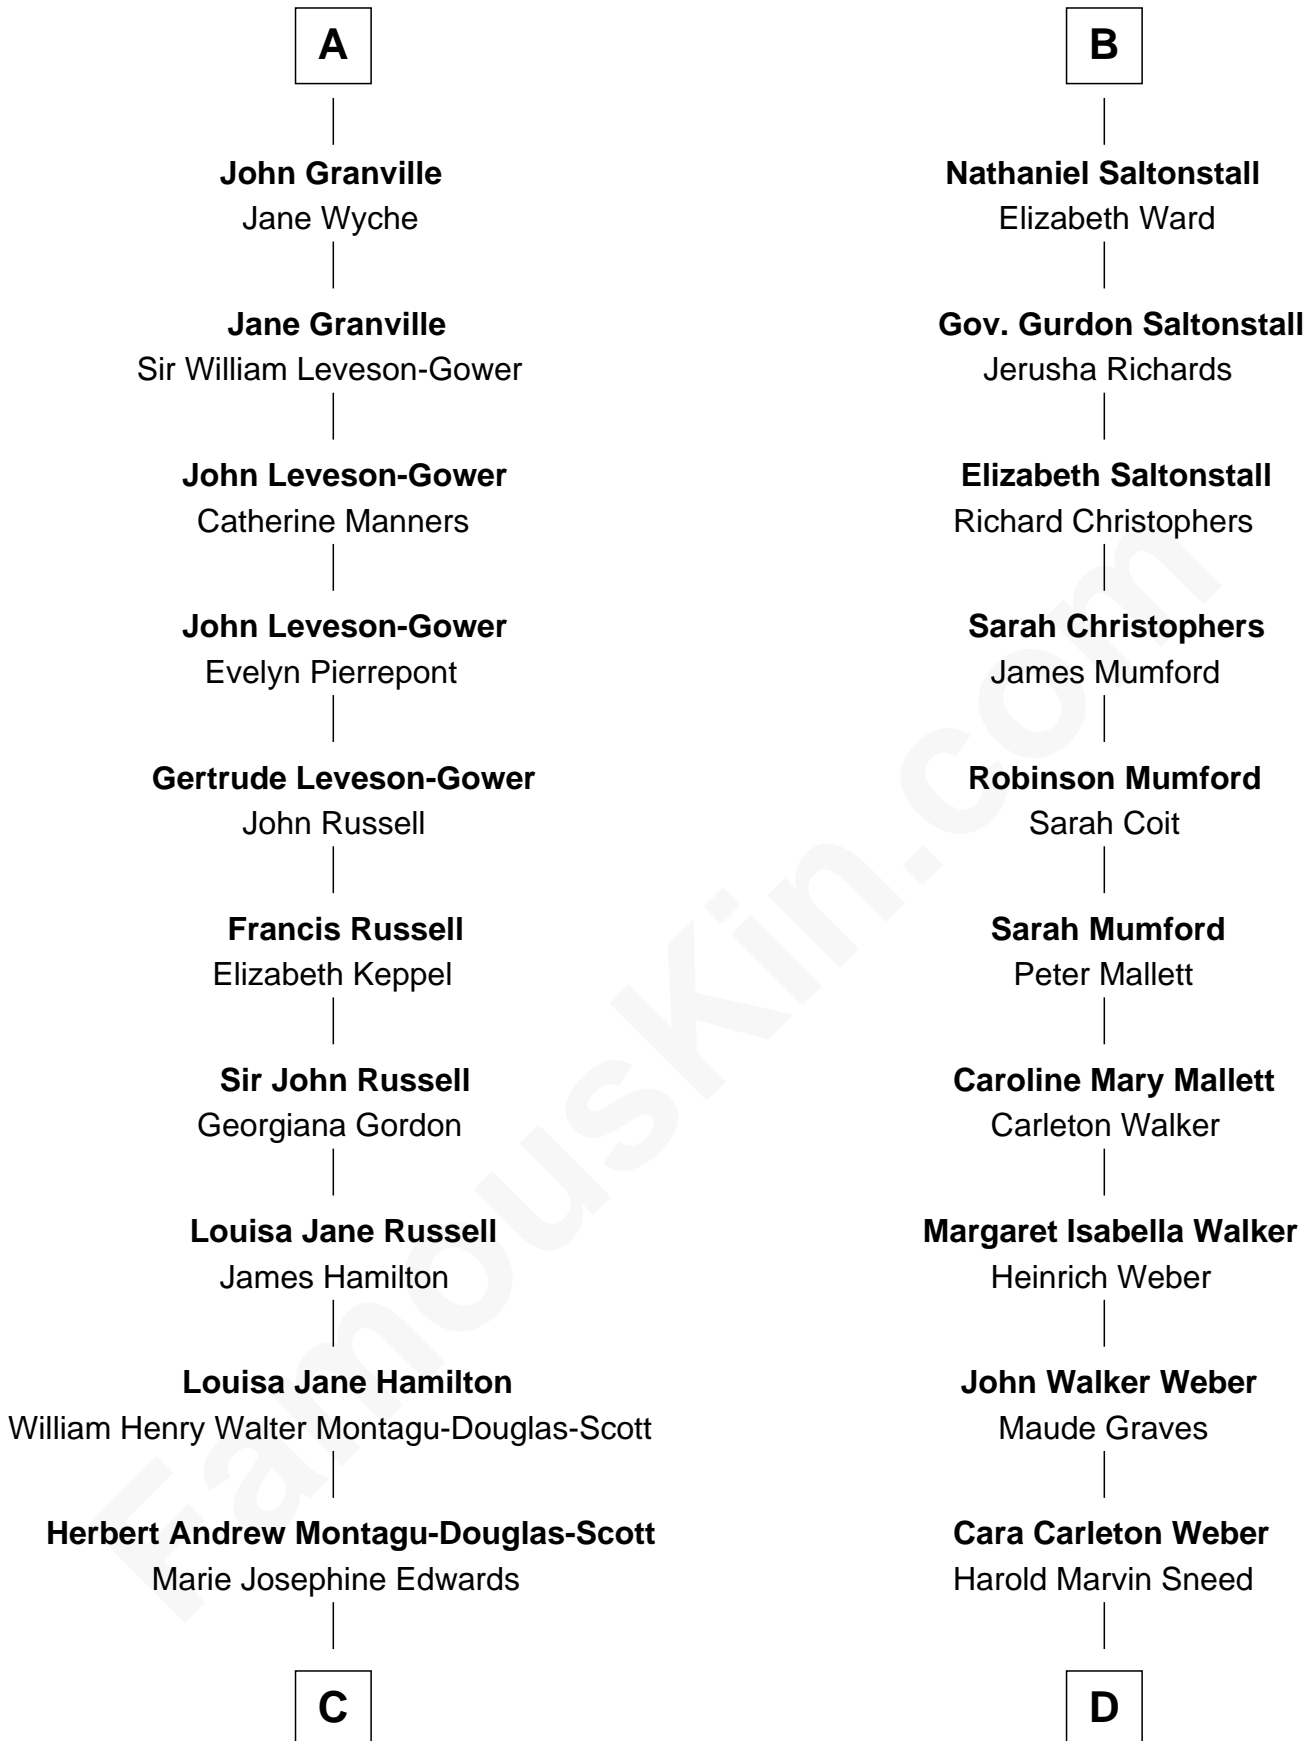 A
John Granville
Jane Wyche
Jane Granville
Sir William Leveson-Gower
John Leveson-Gower
Catherine Manners
John Leveson-Gower
Evelyn Pierrepont
Gertrude Leveson-Gower
John Russell
Francis Russell
Elizabeth Keppel
Sir John Russell
Georgiana Gordon
Louisa Jane Russell
James Hamilton
Louisa Jane Hamilton
William Henry Walter Montagu-Douglas-Scott
Herbert Andrew Montagu-Douglas-Scott
Marie Josephine Edwards
C
B
Nathaniel Saltonstall
Elizabeth Ward
Gov. Gurdon Saltonstall
Jerusha Richards
Elizabeth Saltonstall
Richard Christophers
Sarah Christophers
James Mumford
Robinson Mumford
Sarah Coit
Sarah Mumford
Peter Mallett
Caroline Mary Mallett
Carleton Walker
Margaret Isabella Walker
Heinrich Weber
John Walker Weber
Maude Graves
Cara Carleton Weber
Harold Marvin Sneed
D
FamousKin.com